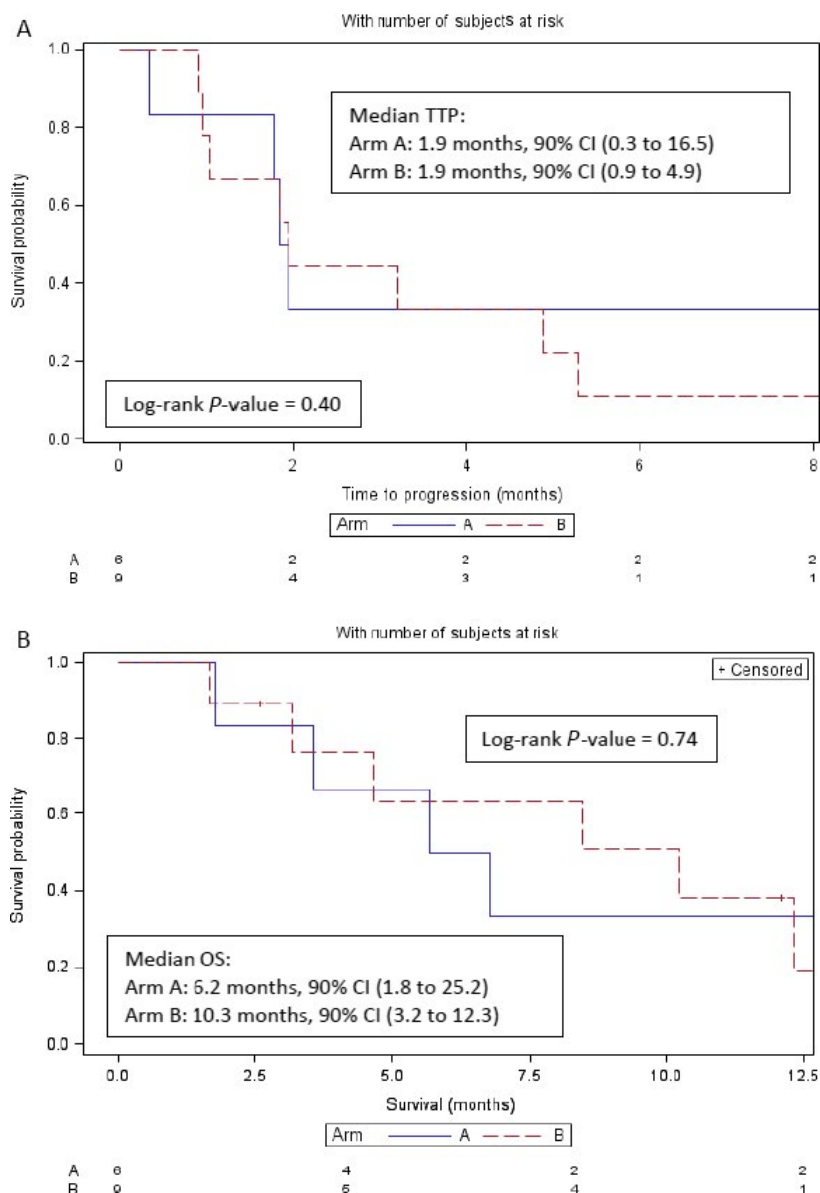 A
With number of subjects at risk
Median TTP:
Arm A: 1.9 months, 90% CI (0.3 to 16.5)
Arm B: 1.9 months, 90% CI (0.9 to 4.9)
Log-rank P-value = 0.40
Survival probability
1.0
0.8
0.6
0.4
0.2
0.0
0 2 4 6 8
Time to progression (months)
Arm A B
A 6 2 2 2 2
B 9 4 3 1 1
B
With number of subjects at risk
+ Censored
Log-rank P-value = 0.74
Median OS:
Arm A: 6.2 months, 90% CI (1.8 to 25.2)
Arm B: 10.3 months, 90% CI (3.2 to 12.3)
Survival probability
1.0
0.8
0.6
0.4
0.2
0.0
0.0 2.5 5.0 7.5 10.0 12.5
Survival (months)
Arm A B
A 6 4 2 2
B 9 5 4 1